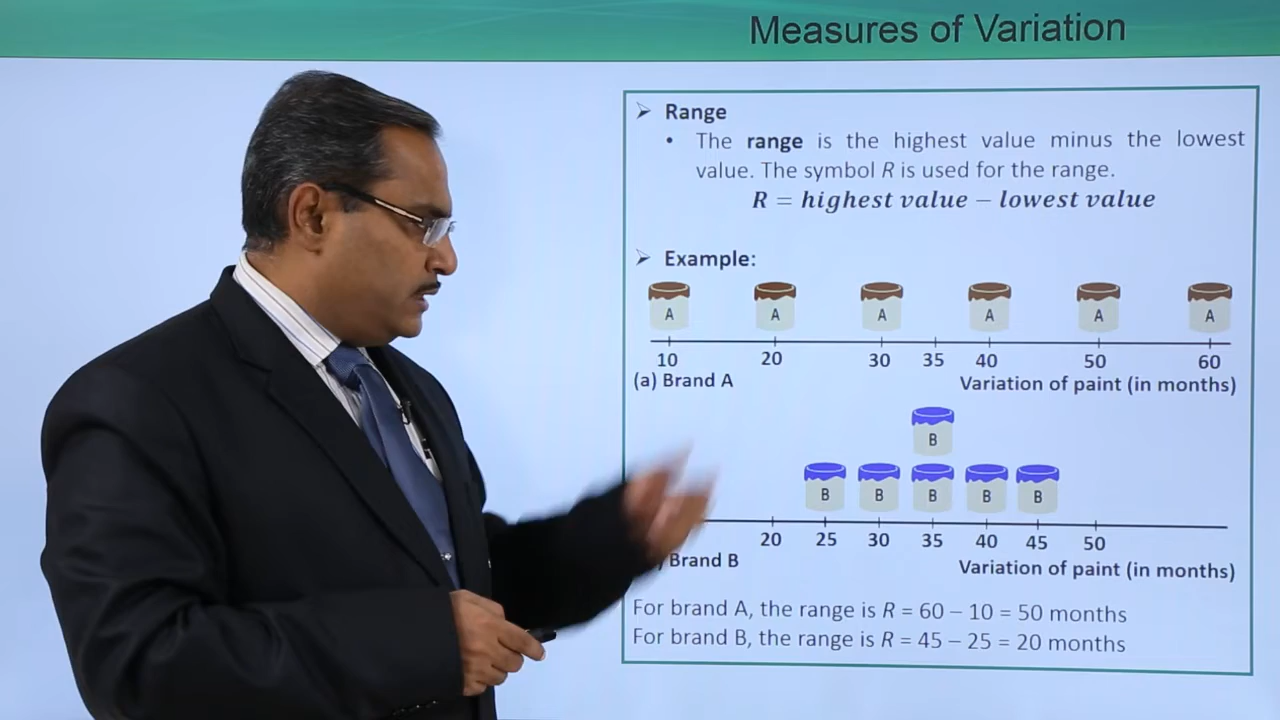 Measures of Variation
➢ Range
• The range is the highest value minus the lowest
value. The symbol R is used for the range.
R = highest value − lowest value
➢ Example:
A A A A A A
10 20 30 35 40 50 60
(a) Brand A Variation of paint (in months)
B
B B B B B
20 25 30 35 40 45 50
Brand B Variation of paint (in months)
For brand A, the range is R = 60 – 10 = 50 months
For brand B, the range is R = 45 – 25 = 20 months